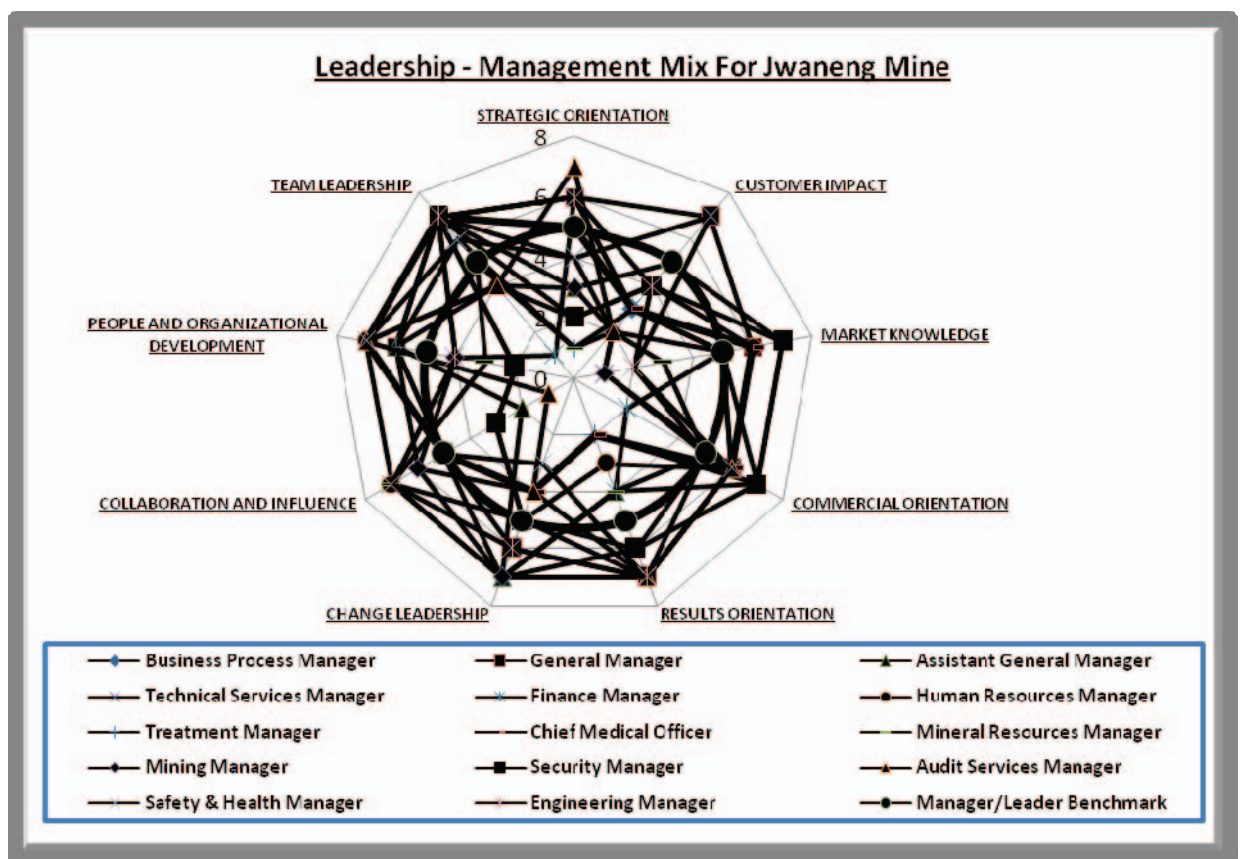 Leadership - Management Mix For Jwaneng Mine
STRATEGIC ORIENTATION
8
TEAM LEADERSHIP
CUSTOMER IMPACT
6
4
PEOPLE AND ORGANIZATIONAL
DEVELOPMENT
MARKET KNOWLEDGE
2
0
COLLABORATION AND INFLUENCE
COMMERCIAL ORIENTATION
CHANGE LEADERSHIP
RESULTS ORIENTATION
Business Process Manager
General Manager
Assistant General Manager
Technical Services Manager
Finance Manager
Human Resources Manager
Treatment Manager
Chief Medical Officer
Mineral Resources Manager
Mining Manager
Security Manager
Audit Services Manager
Safety & Health Manager
Engineering Manager
Manager/Leader Benchmark